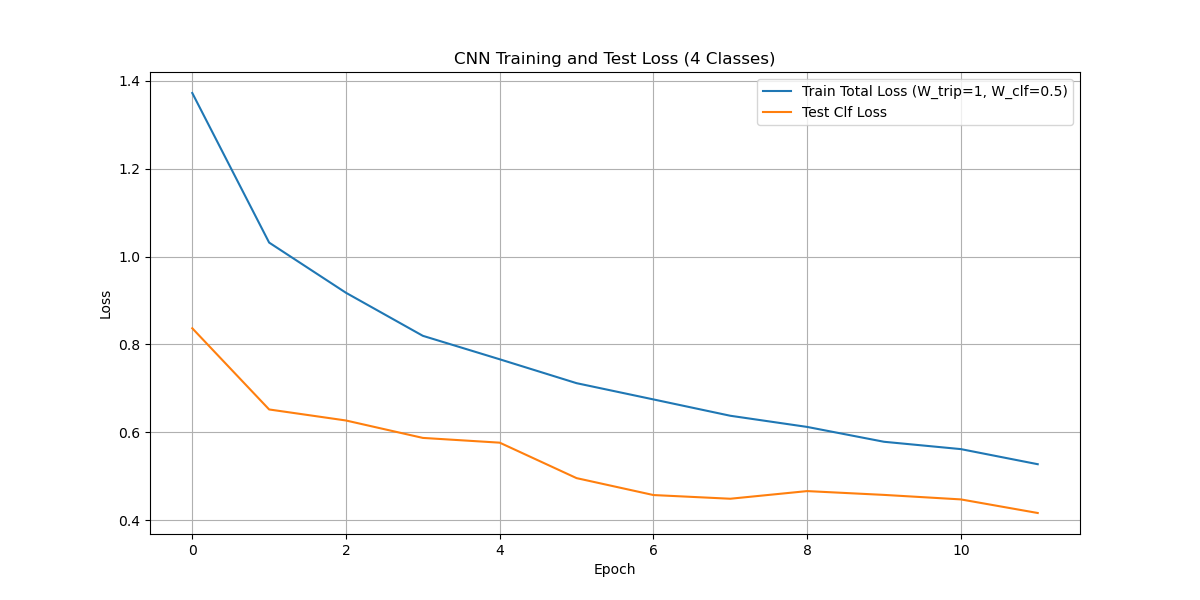 CNN Training and Test Loss (4 Classes)
Train Total Loss (W_trip=1, W_clf=0.5)
Test Clf Loss
1.4
1.2
1.0
0.8
0.6
0.4
Loss
0 2 4 6 8 10
Epoch